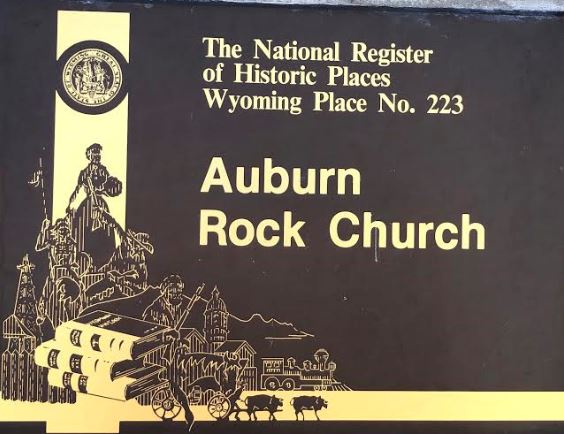 The National Register
of Historic Places
Wyoming Place No. 223
Auburn
Rock Church